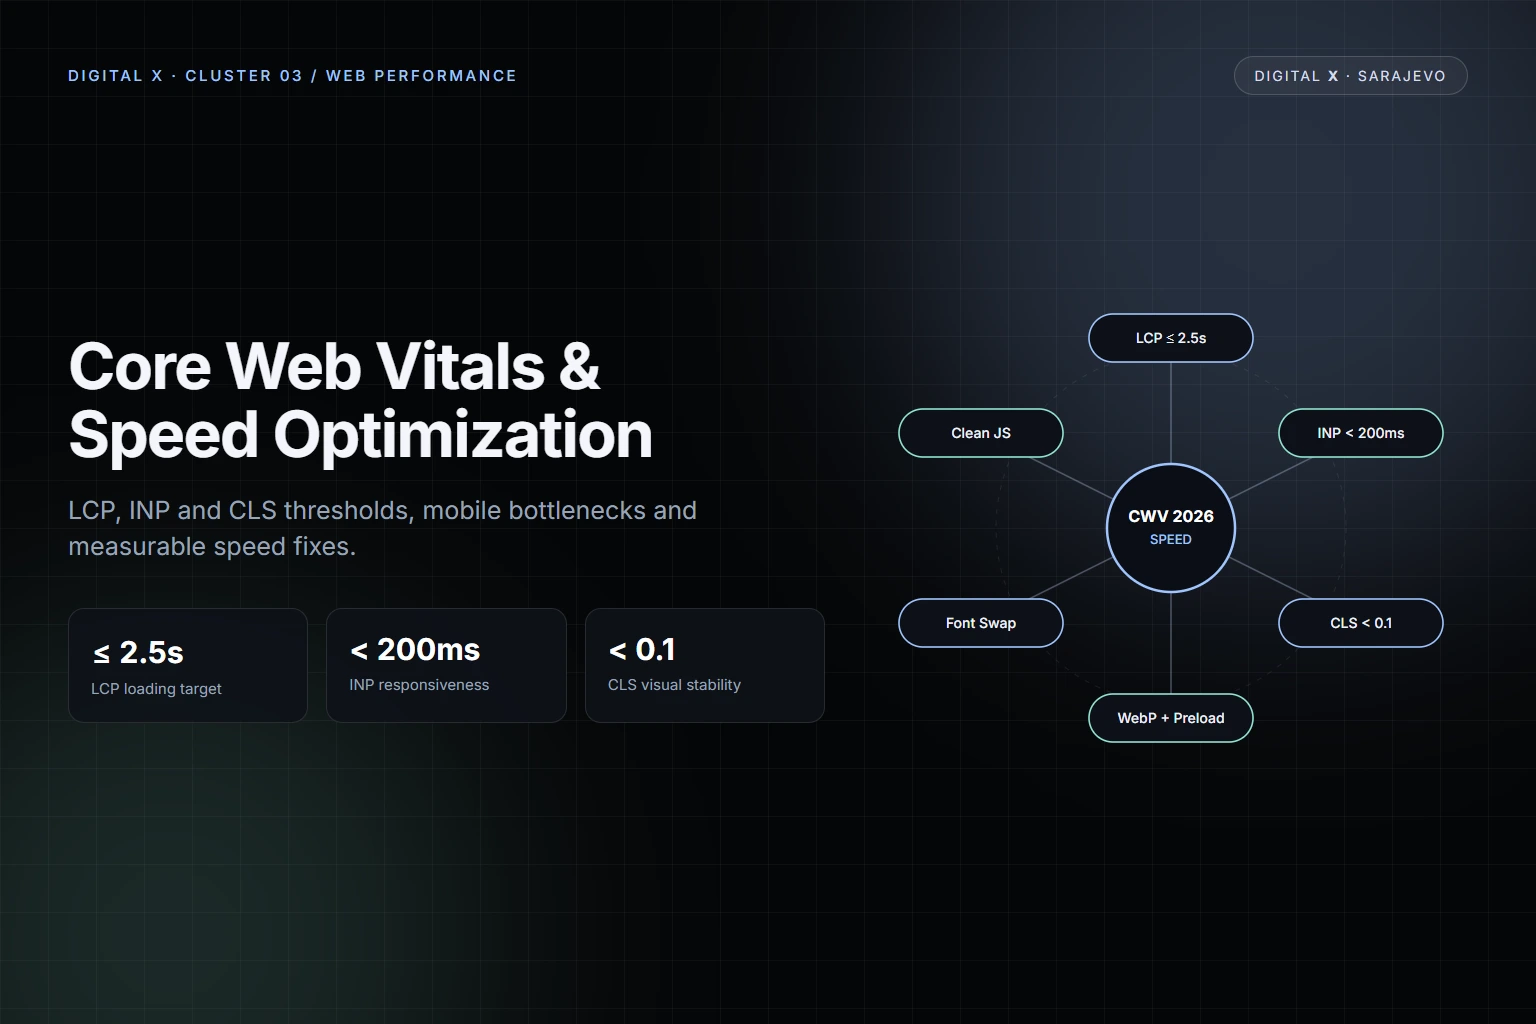 DIGITAL X · CLUSTER 03 / WEB PERFORMANCE
DIGITAL X · SARAJEVO
Core Web Vitals &
Speed Optimization
LCP, INP and CLS thresholds, mobile bottlenecks and
measurable speed fixes.
≤ 2.5s
LCP loading target
< 200ms
INP responsiveness
< 0.1
CLS visual stability
LCP ≤ 2.5s
Clean JS
INP < 200ms
CWV 2026
SPEED
Font Swap
CLS < 0.1
WebP + Preload